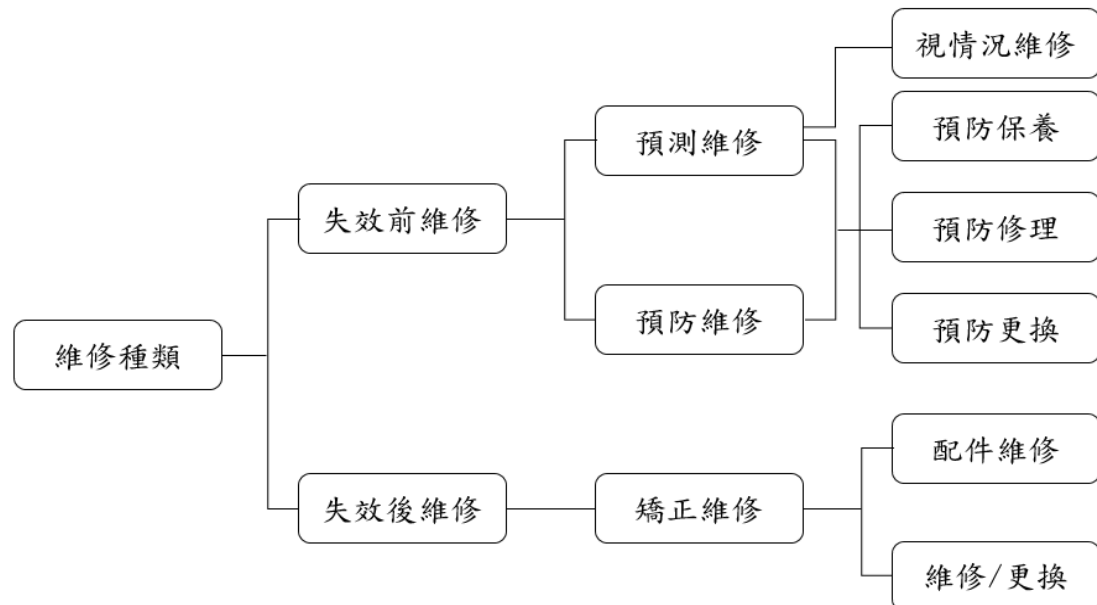 維修種類
失效前維修
失效後維修
預測維修
預防維修
矯正維修
視情況維修
預防保養
預防修理
預防更換
配件維修
維修/更換